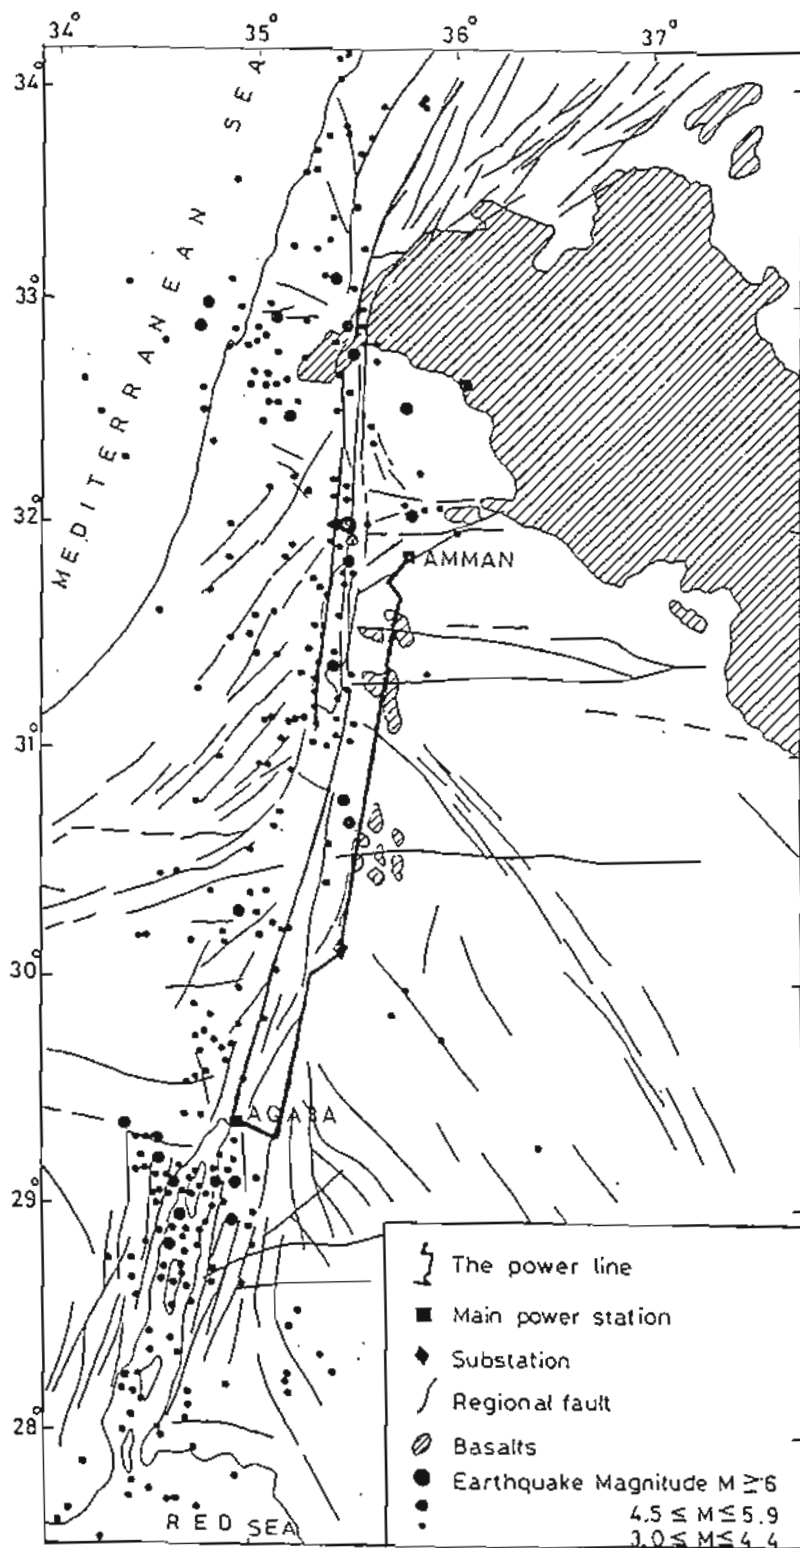 34° 35° 36° 37°
34°
MEDITERRANEAN SEA
33°
32°
AMMAN
31°
30°
AQABA
29°
The power line
Main power station
Substation
Regional fault
Basalts
28°
Earthquake Magnitude M ≥ 6
4.5 ≤ M ≤ 5.9
3.0 ≤ M ≤ 4.4
RED SEA